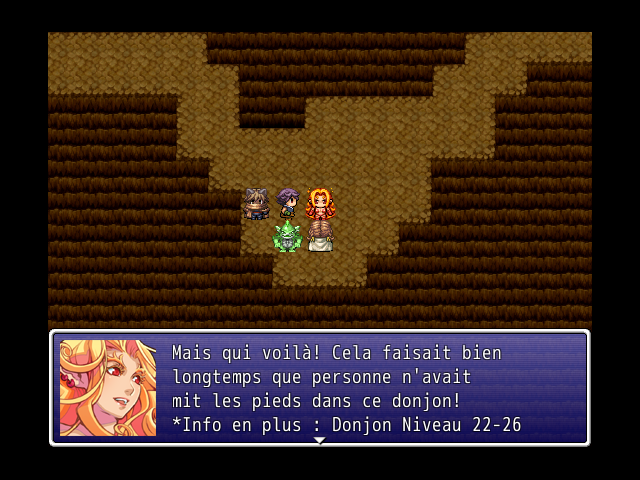 Mais qui voilà! Cela faisait bien
longtemps que personne n'avait
mit les pieds dans ce donjon!
*Info en plus : Donjon Niveau 22-26